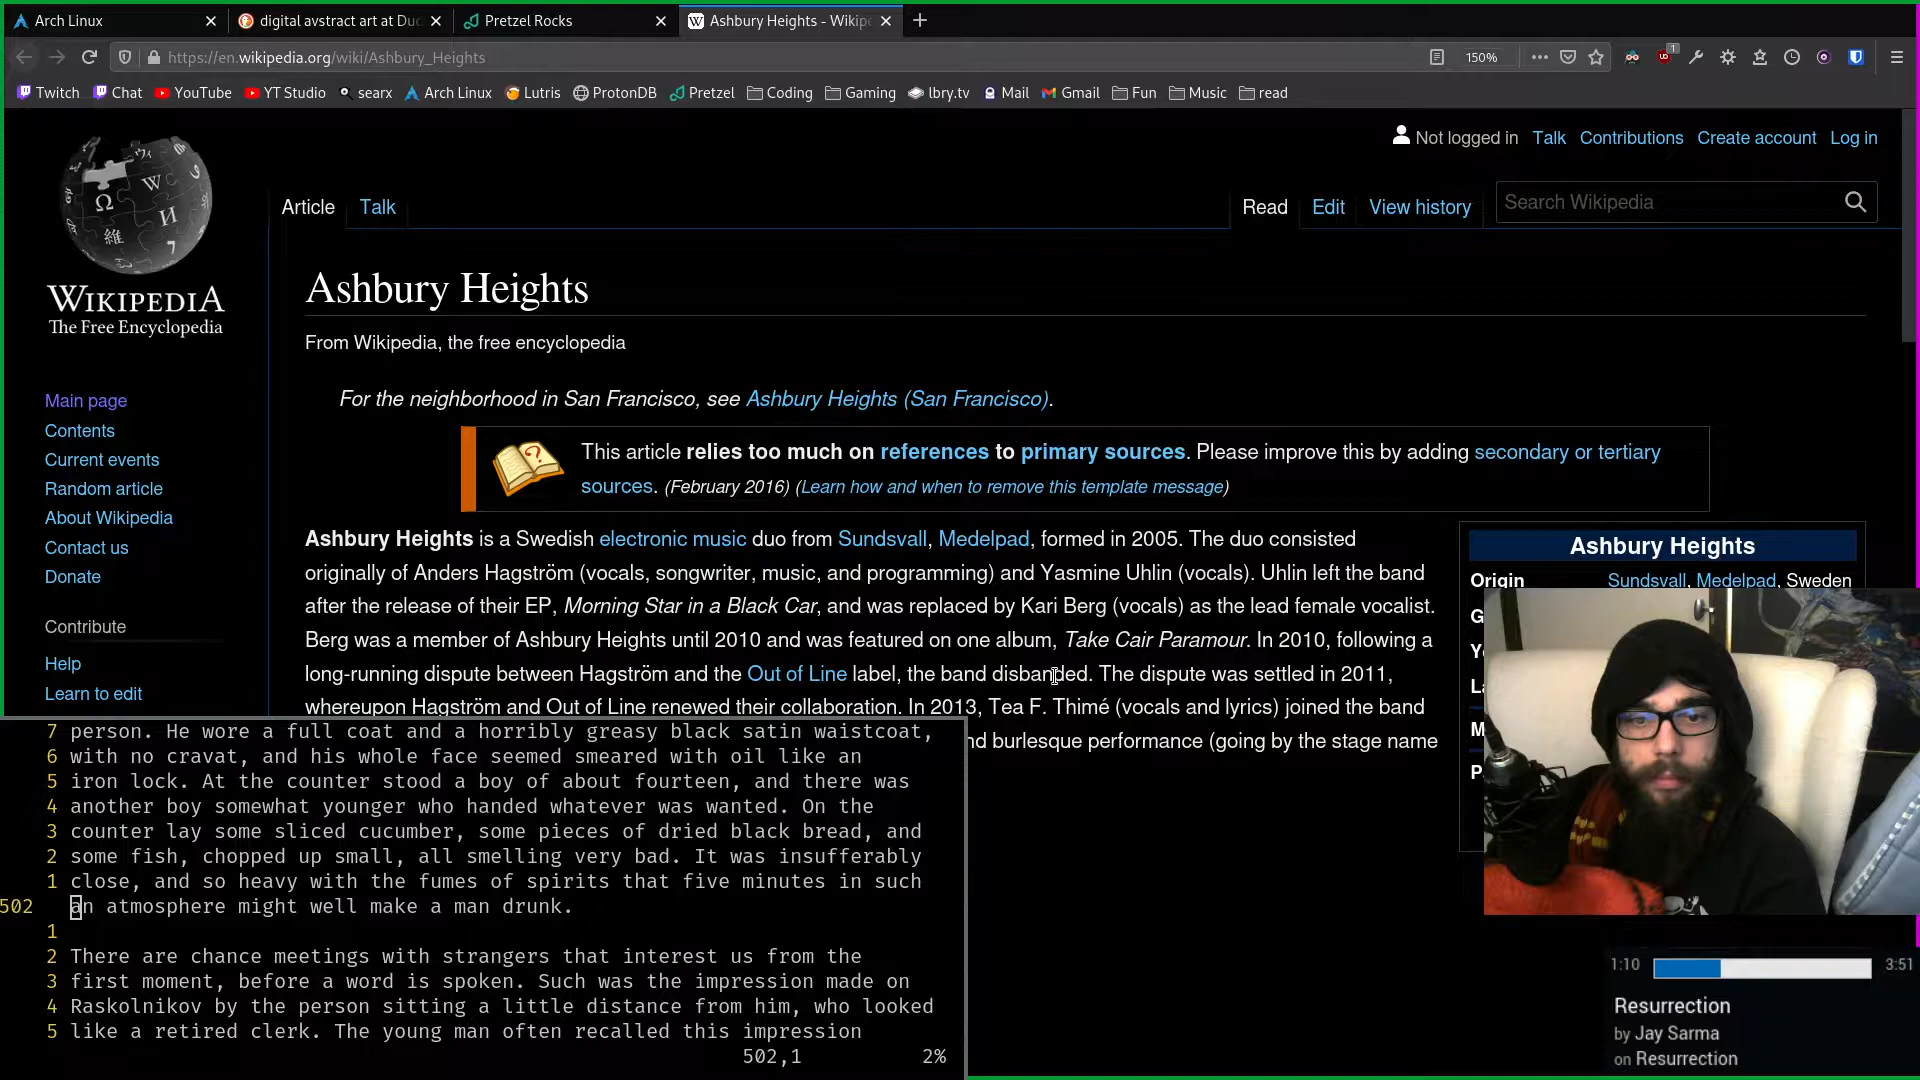 Arch Linux
digital avstract art at Duc
Pretzel Rocks
Ashbury Heights - Wikipe
https://en.wikipedia.org/wiki/Ashbury_Heights
150%
1
Twitch
Chat
YouTube
YT Studio
searx
Arch Linux
Lutris
ProtonDB
Pretzel
Coding
Gaming
lbry.tv
Mail
Gmail
Fun
Music
read
Not logged in Talk Contributions Create account Log in
Article Talk
Read Edit View history
Search Wikipedia
WIKIPEDIA
The Free Encyclopedia
Main page
Contents
Current events
Random article
About Wikipedia
Contact us
Donate
Contribute
Help
Learn to edit
Ashbury Heights
From Wikipedia, the free encyclopedia
For the neighborhood in San Francisco, see Ashbury Heights (San Francisco).
This article relies too much on references to primary sources. Please improve this by adding secondary or tertiary
sources. (February 2016) (Learn how and when to remove this template message)
Ashbury Heights is a Swedish electronic music duo from Sundsvall, Medelpad, formed in 2005. The duo consisted
originally of Anders Hagström (vocals, songwriter, music, and programming) and Yasmine Uhlin (vocals). Uhlin left the band
after the release of their EP, Morning Star in a Black Car, and was replaced by Kari Berg (vocals) as the lead female vocalist.
Berg was a member of Ashbury Heights until 2010 and was featured on one album, Take Cair Paramour. In 2010, following a
long-running dispute between Hagström and the Out of Line label, the band disbanded. The dispute was settled in 2011,
whereupon Hagström and Out of Line renewed their collaboration. In 2013, Tea F. Thimé (vocals and lyrics) joined the band
nd burlesque performance (going by the stage name
Ashbury Heights
Origin Sundsvall, Medelpad, Sweden
7 person. He wore a full coat and a horribly greasy black satin waistcoat,
6 with no cravat, and his whole face seemed smeared with oil like an
5 iron lock. At the counter stood a boy of about fourteen, and there was
4 another boy somewhat younger who handed whatever was wanted. On the
3 counter lay some sliced cucumber, some pieces of dried black bread, and
2 some fish, chopped up small, all smelling very bad. It was insufferably
1 close, and so heavy with the fumes of spirits that five minutes in such
502 an atmosphere might well make a man drunk.
1
2 There are chance meetings with strangers that interest us from the
3 first moment, before a word is spoken. Such was the impression made on
4 Raskolnikov by the person sitting a little distance from him, who looked
5 like a retired clerk. The young man often recalled this impression
502,1 2%
1:10 3:51
Resurrection
by Jay Sarma
on Resurrection